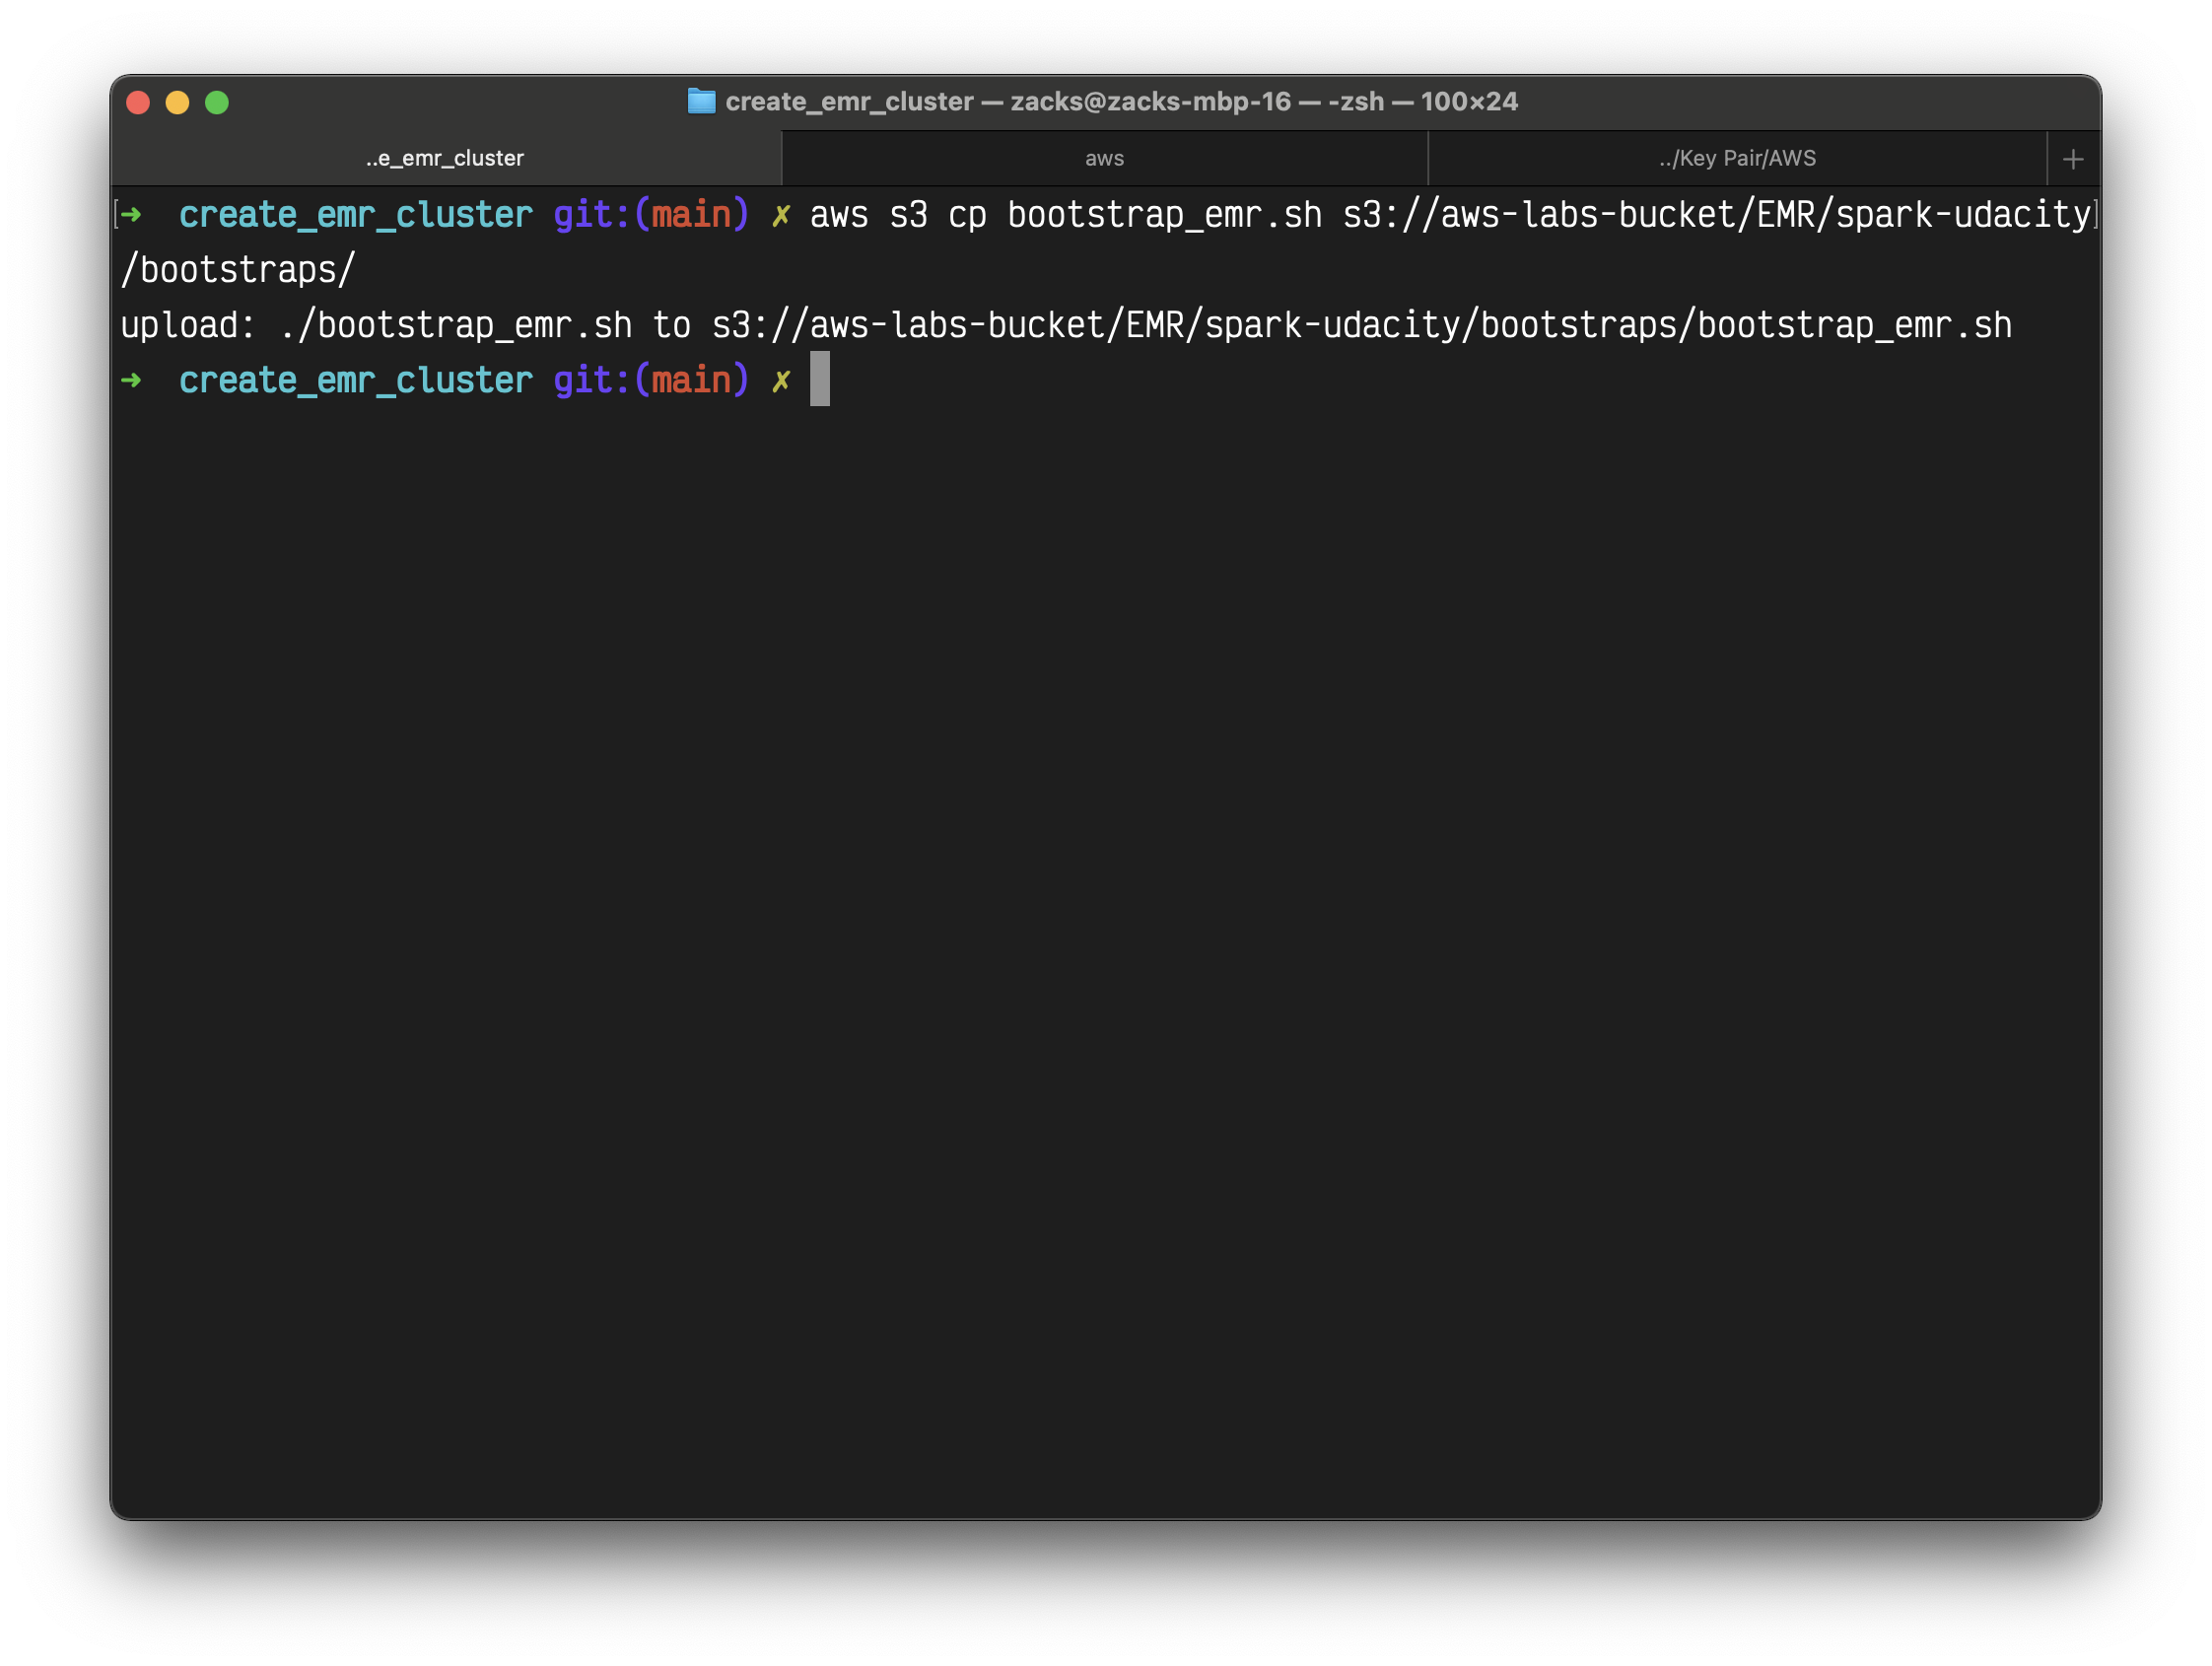 create_emr_cluster — zacks@zacks-mbp-16 — -zsh — 100×24
..e_emr_cluster aws ../Key Pair/AWS +
[➜  create_emr_cluster git:(main) ✗ aws s3 cp bootstrap_emr.sh s3://aws-labs-bucket/EMR/spark-udacity]
/bootstraps/
upload: ./bootstrap_emr.sh to s3://aws-labs-bucket/EMR/spark-udacity/bootstraps/bootstrap_emr.sh
➜  create_emr_cluster git:(main) ✗